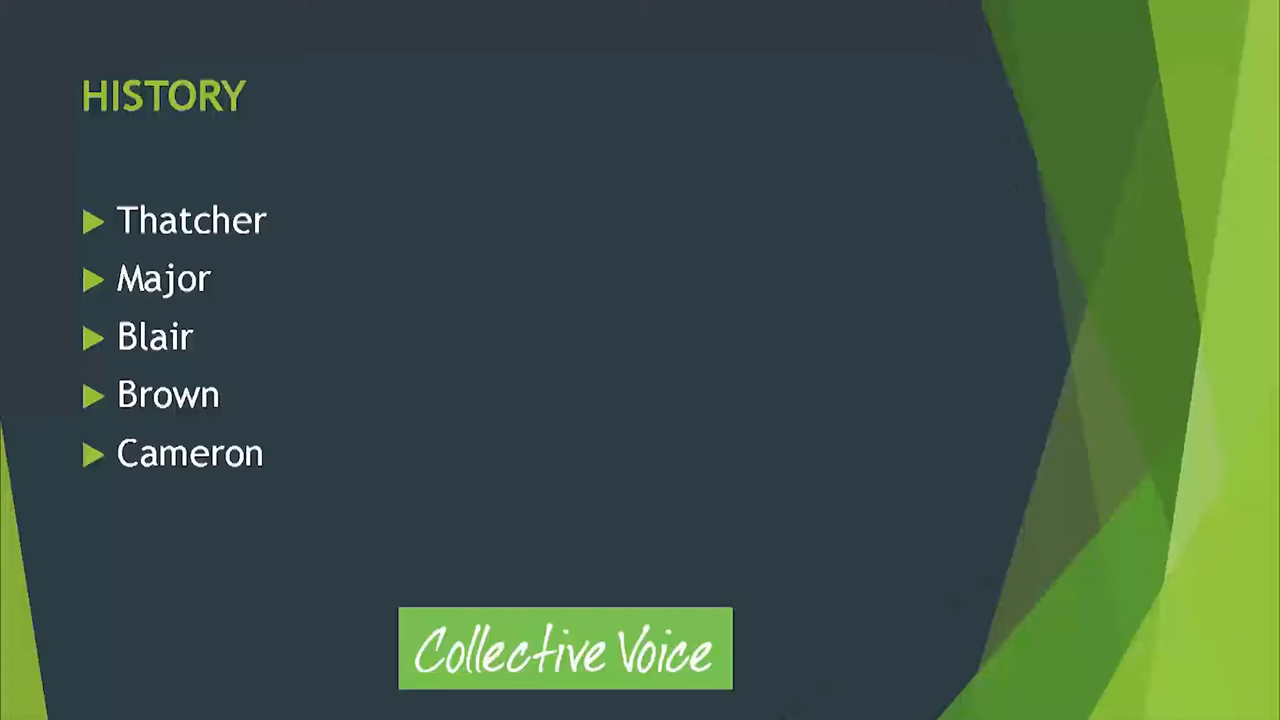 HISTORY
Thatcher
Major
Blair
Brown
Cameron
Collective Voice